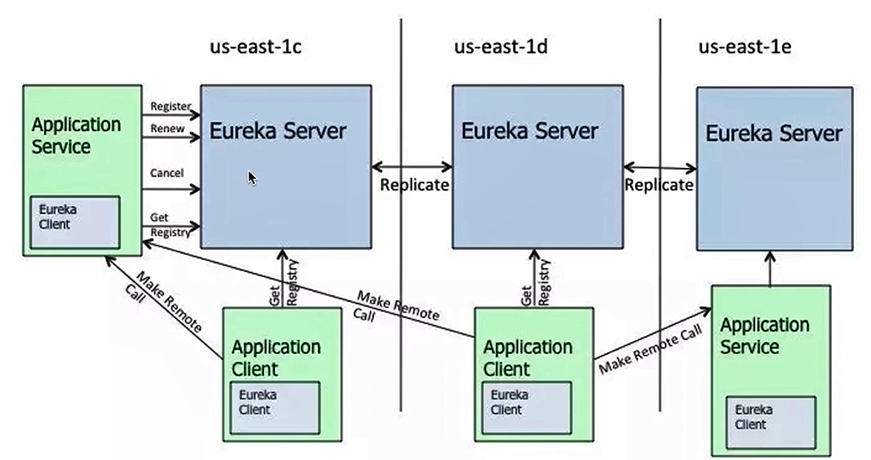 us-east-1c
us-east-1d
us-east-1e
Application
Service
Eureka
Client
Register
Renew
Cancel
Get
Registry
Eureka Server
Replicate
Eureka Server
Replicate
Eureka Server
Make Remote
Call
Get
Registry
Make Remote
Call
Get
Registry
Make Remote Call
Application
Client
Eureka
Client
Application
Client
Eureka
Client
Application
Service
Eureka
Client